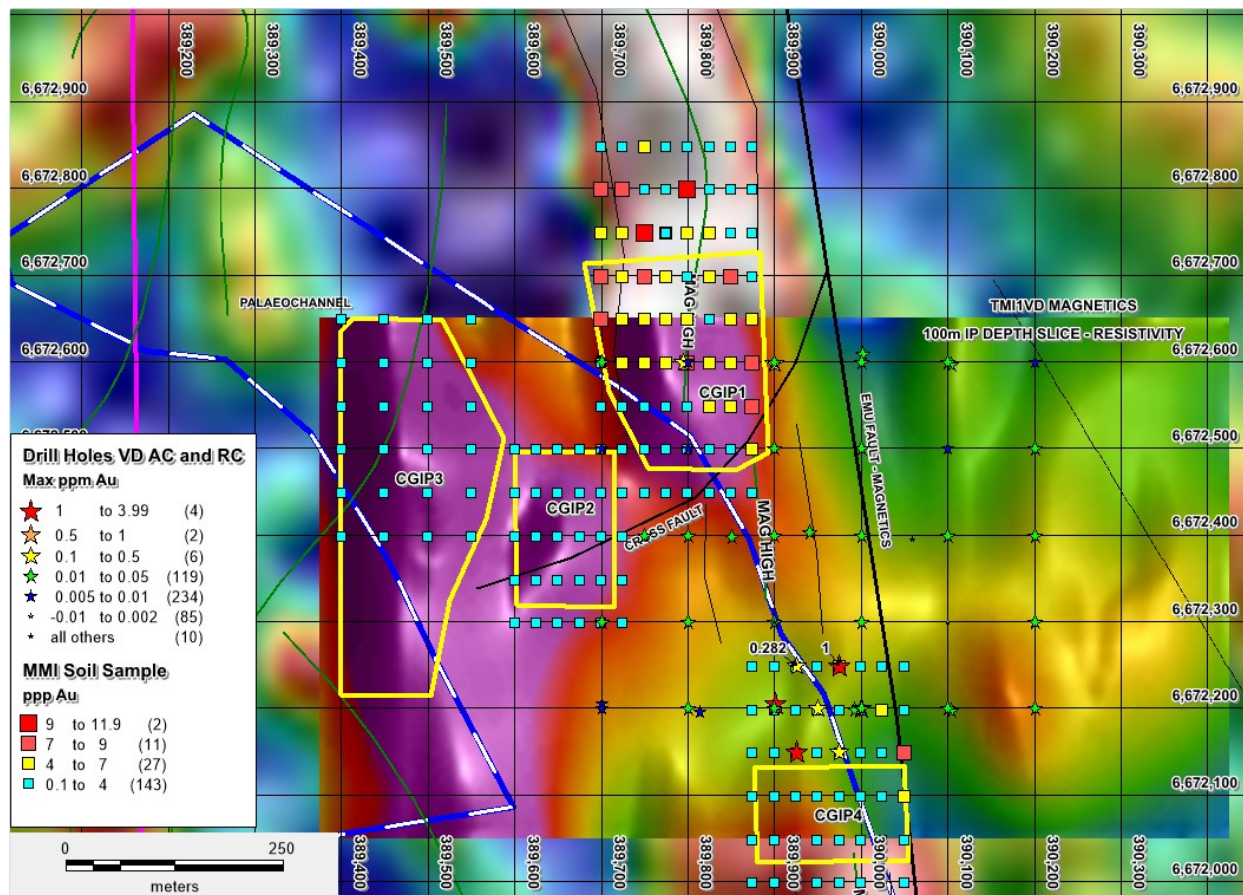 389,200
389,300
389,400
389,500
389,600
389,700
389,800
389,900
390,000
390,100
390,200
390,300
6,672,900
6,672,900
6,672,800
6,672,800
6,672,700
6,672,700
PALAEOCHANNEL
MAG HIGH
TMI1VD MAGNETICS
100m IP DEPTH SLICE - RESISTIVITY
6,672,600
6,672,600
CGIP1
EMU FAULT - MAGNETICS
6,672,500
CGIP3
CGIP2
CROSS FAULT
MAG HIGH
6,672,400
6,672,300
0.282
1
6,672,200
6,672,100
CGIP4
Drill Holes VD AC and RC
Max ppm Au
1 to 3.99 (4)
0.5 to 1 (2)
0.1 to 0.5 (6)
0.01 to 0.05 (119)
0.005 to 0.01 (234)
-0.01 to 0.002 (85)
all others (10)
MMI Soil Sample
ppp Au
9 to 11.9 (2)
7 to 9 (11)
4 to 7 (27)
0.1 to 4 (143)
0
250
meters
389,400
389,500
389,600
389,700
389,800
389,900
390,000
390,100
390,200
390,300
6,672,000